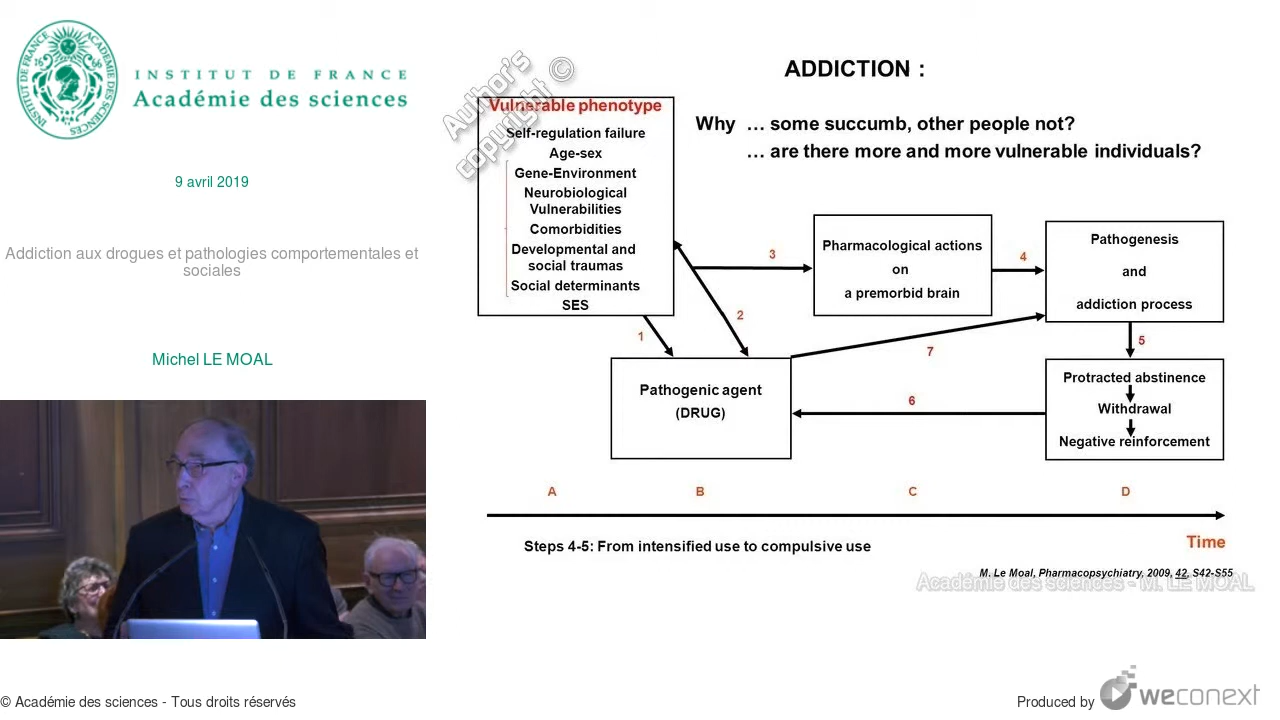 INSTITUT DE FRANCE
Académie des sciences
9 avril 2019
Addiction aux drogues et pathologies comportementales et
sociales
Michel LE MOAL
Author's
copyright ©
ADDICTION :
Why … some succumb, other people not?
… are there more and more vulnerable individuals?
Vulnerable phenotype
Self-regulation failure
Age-sex
Gene-Environment
Neurobiological
Vulnerabilities
Comorbidities
Developmental and
social traumas
Social determinants
SES
1
2
3
Pharmacological actions
on
a premorbid brain
4
Pathogenesis
and
addiction process
5
Protracted abstinence
Withdrawal
Negative reinforcement
6
7
Pathogenic agent
(DRUG)
A
B
C
D
Time
Steps 4-5: From intensified use to compulsive use
M. Le Moal, Pharmacopsychiatry, 2009, 42, S42-S55
Académie des sciences - M. LE MOAL
© Académie des sciences - Tous droits réservés
Produced by
weconext